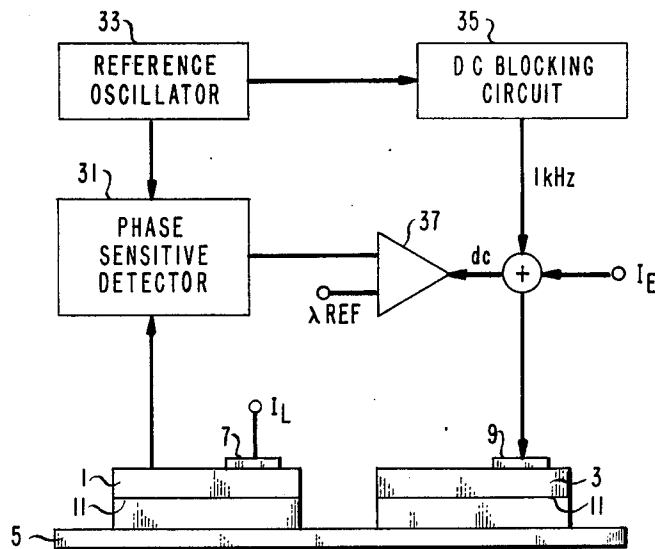 33
REFERENCE
OSCILLATOR
35
DC BLOCKING
CIRCUIT
31
PHASE
SENSITIVE
DETECTOR
1kHz
37
dc
+
I_E
λ REF
I_L
7
9
1
11
3
11
5